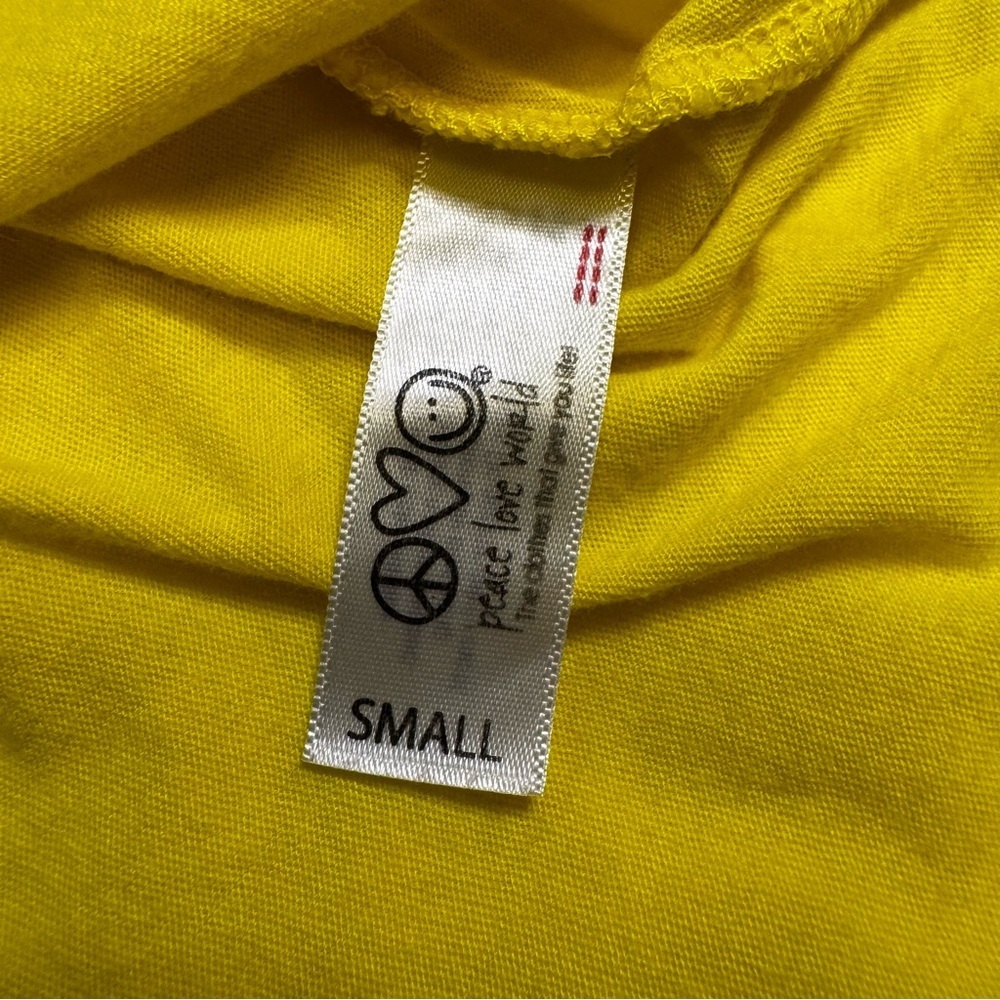 peace love world
The clothes that give you life!
SMALL